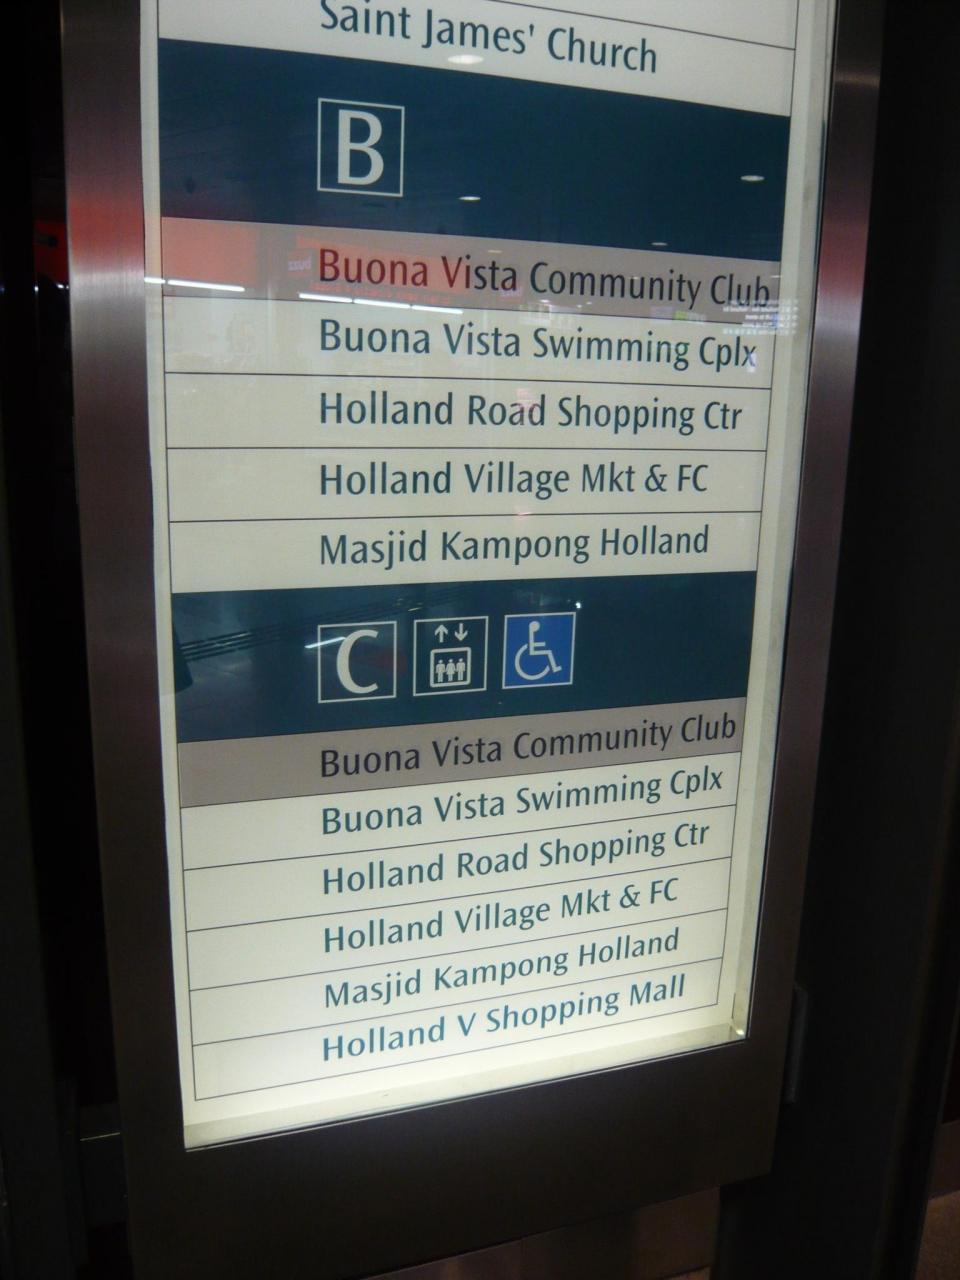 Saint James' Church
B
Buona Vista Community Club
Buona Vista Swimming Cplx
Holland Road Shopping Ctr
Holland Village Mkt & FC
Masjid Kampong Holland
C
Buona Vista Community Club
Buona Vista Swimming Cplx
Holland Road Shopping Ctr
Holland Village Mkt & FC
Masjid Kampong Holland
Holland V Shopping Mall